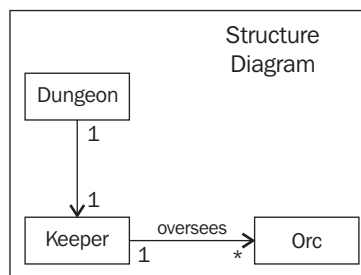 Structure
Diagram
Dungeon
1
1
Keeper
oversees
1
*
Orc